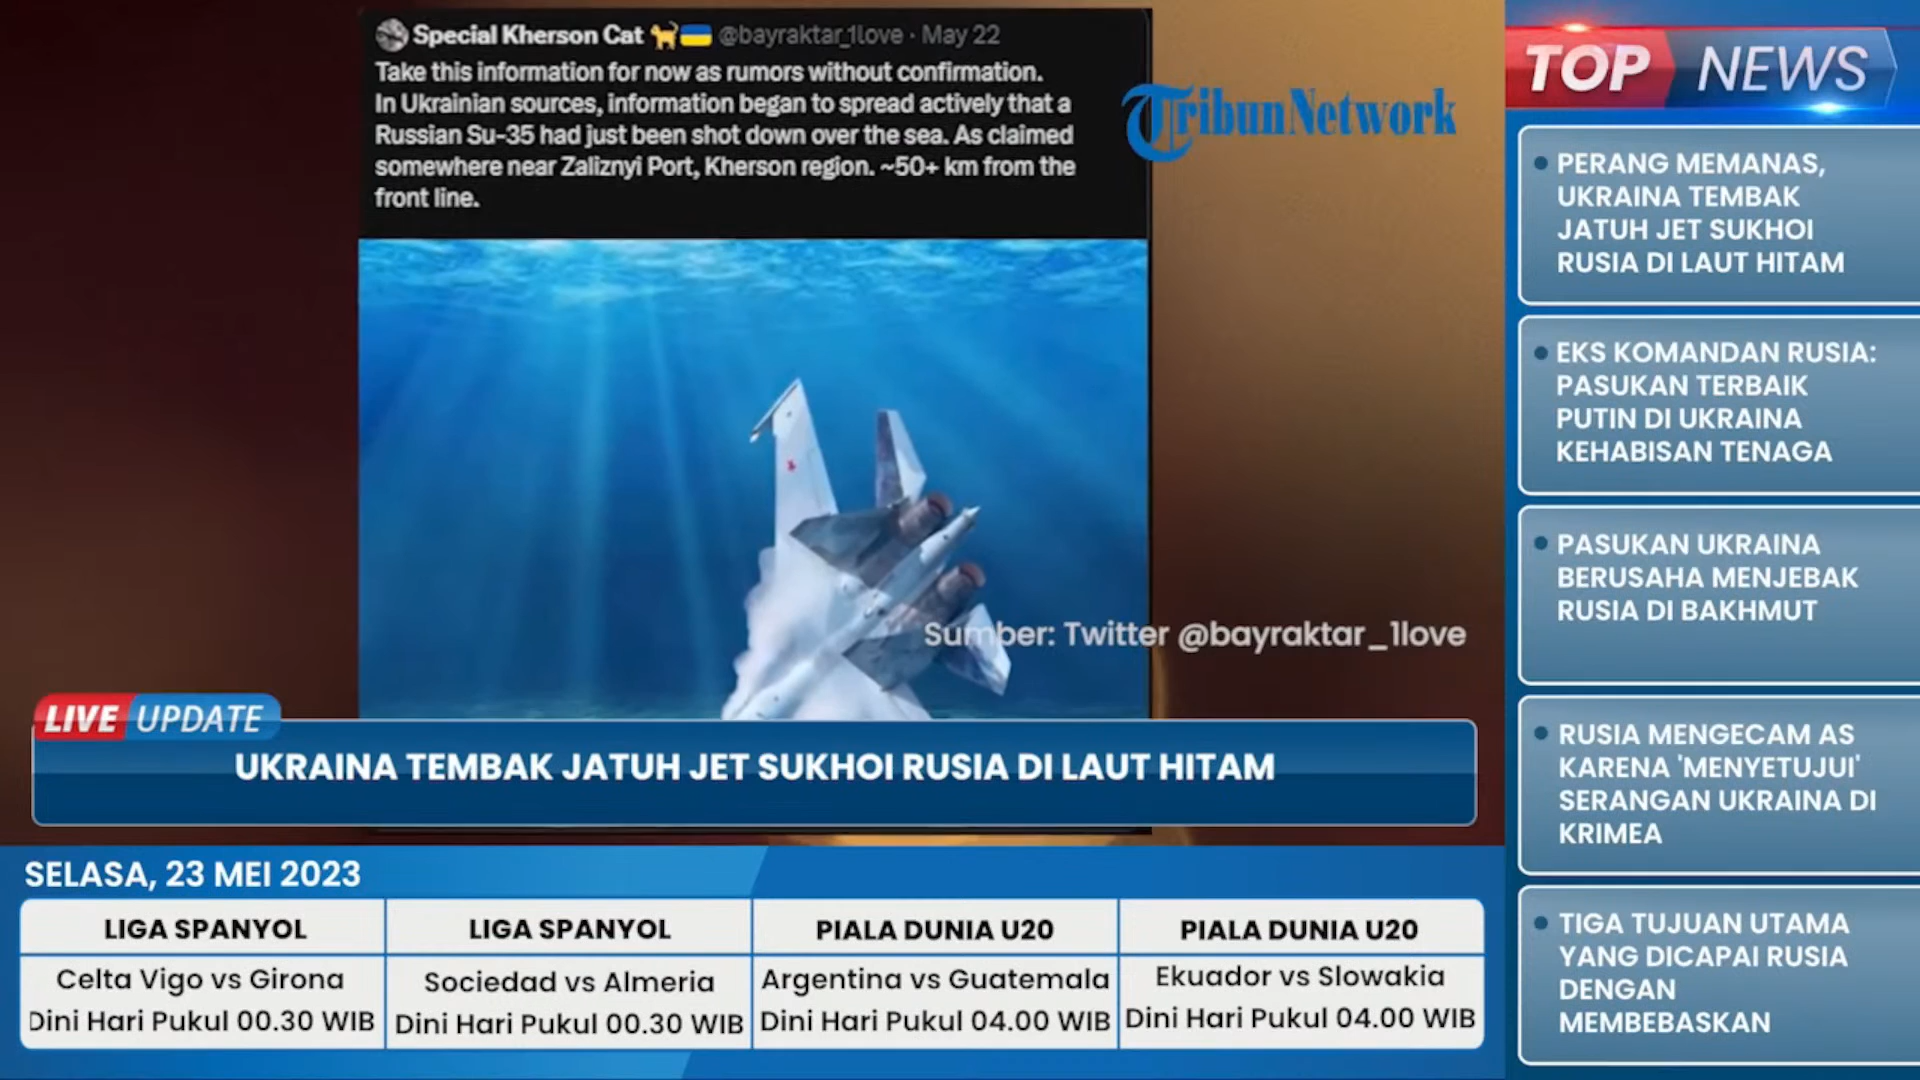 Special Kherson Cat @bayraktar_1love · May 22
Take this information for now as rumors without confirmation.
In Ukrainian sources, information began to spread actively that a
Russian Su-35 had just been shot down over the sea. As claimed
somewhere near Zaliznyi Port, Kherson region. ~50+ km from the
front line.
TribunNetwork
Sumber: Twitter @bayraktar_1love
LIVE UPDATE
UKRAINA TEMBAK JATUH JET SUKHOI RUSIA DI LAUT HITAM
SELASA, 23 MEI 2023
LIGA SPANYOL
Celta Vigo vs Girona
Dini Hari Pukul 00.30 WIB
LIGA SPANYOL
Sociedad vs Almeria
Dini Hari Pukul 00.30 WIB
PIALA DUNIA U20
Argentina vs Guatemala
Dini Hari Pukul 04.00 WIB
PIALA DUNIA U20
Ekuador vs Slowakia
Dini Hari Pukul 04.00 WIB
TOP NEWS
• PERANG MEMANAS,
UKRAINA TEMBAK
JATUH JET SUKHOI
RUSIA DI LAUT HITAM
• EKS KOMANDAN RUSIA:
PASUKAN TERBAIK
PUTIN DI UKRAINA
KEHABISAN TENAGA
• PASUKAN UKRAINA
BERUSAHA MENJEBAK
RUSIA DI BAKHMUT
• RUSIA MENGECAM AS
KARENA 'MENYETUJUI'
SERANGAN UKRAINA DI
KRIMEA
• TIGA TUJUAN UTAMA
YANG DICAPAI RUSIA
DENGAN
MEMBEBASKAN